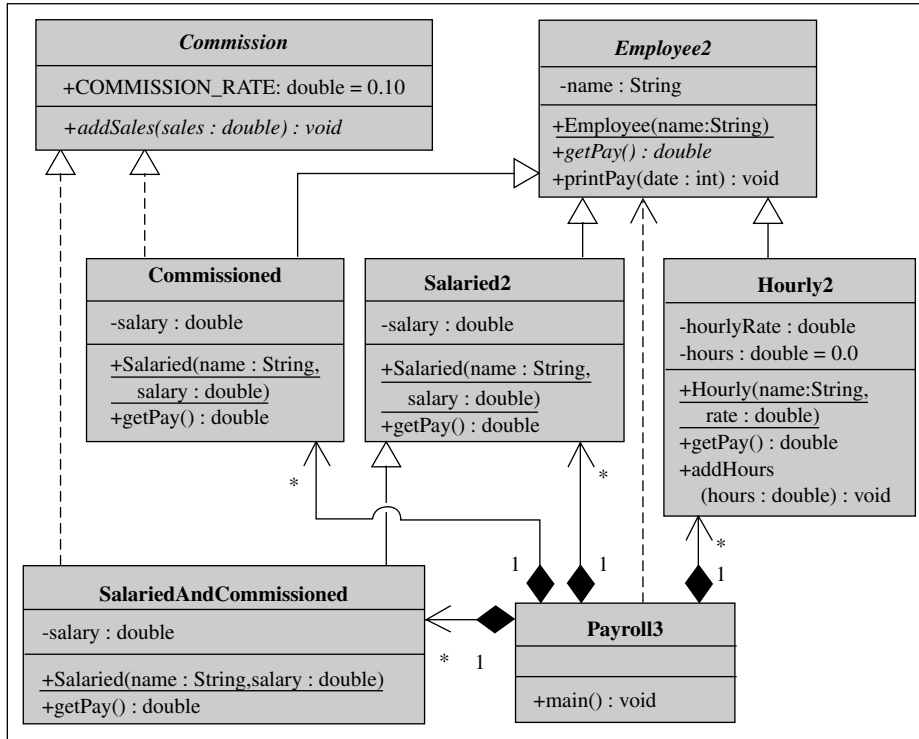 Commission
+COMMISSION_RATE: double = 0.10
+addSales(sales : double) : void
Employee2
-name : String
+Employee(name:String)
+getPay() : double
+printPay(date : int) : void
Commissioned
-salary : double
+Salaried(name : String,
salary : double)
+getPay() : double
Salaried2
-salary : double
+Salaried(name : String,
salary : double)
+getPay() : double
Hourly2
-hourlyRate : double
-hours : double = 0.0
+Hourly(name:String,
rate : double)
+getPay() : double
+addHours
(hours : double) : void
*
*
*
1
1
1
SalariedAndCommissioned
-salary : double
+Salaried(name : String,salary : double)
+getPay() : double
*
1
Payroll3
+main() : void